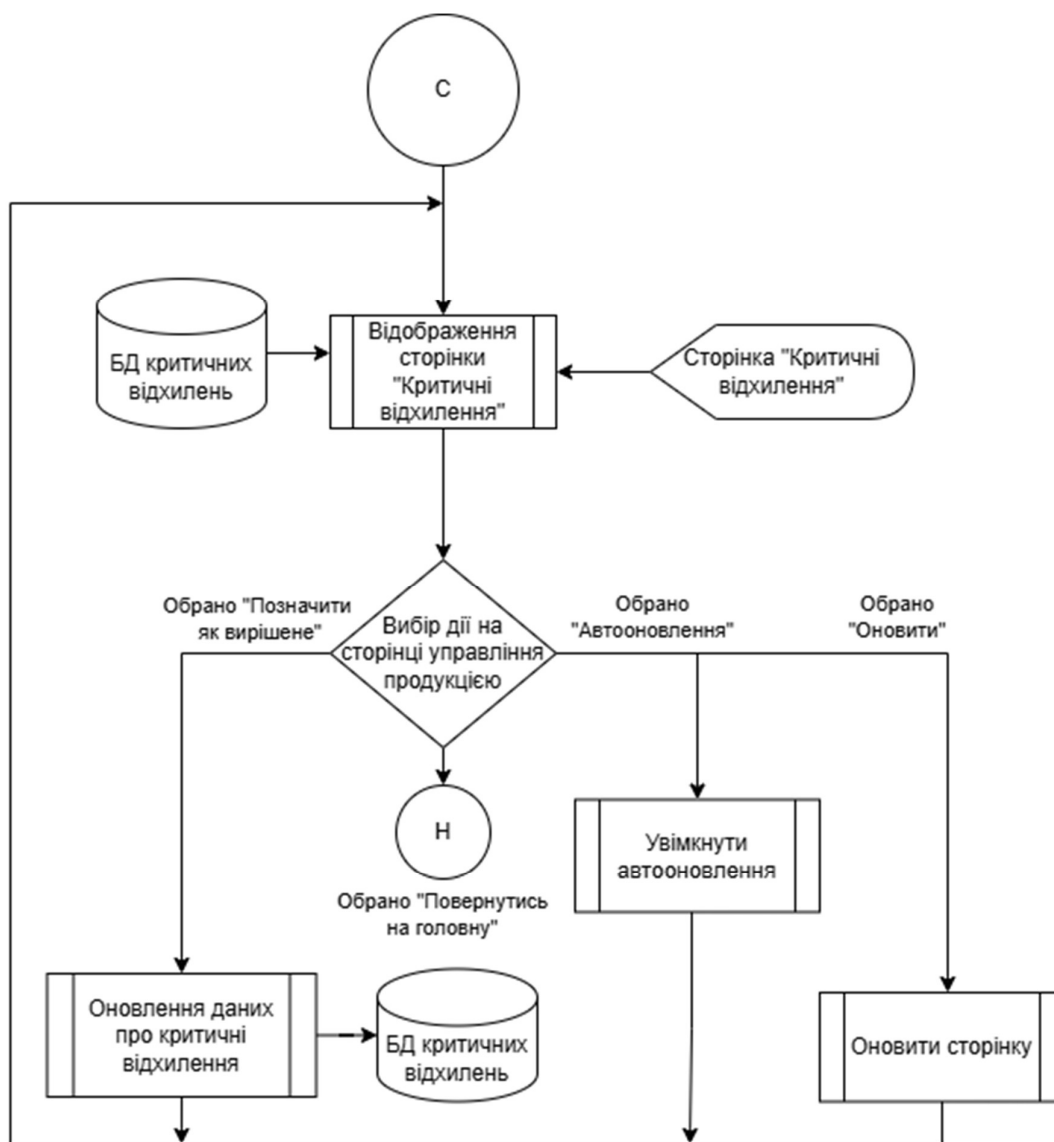 С
БД критичних
відхилень
Відображення
сторінки
"Критичні
відхилення"
Сторінка "Критичні
відхилення"
Обрано "Позначити
як вирішене"
Вибір дії на
сторінці управління
продукцією
Обрано
"Автооновлення"
Обрано
"Оновити"
Н
Обрано "Повернутись
на головну"
Увімкнути
автооновлення
Оновлення даних
про критичні
відхилення
БД критичних
відхилень
Оновити сторінку